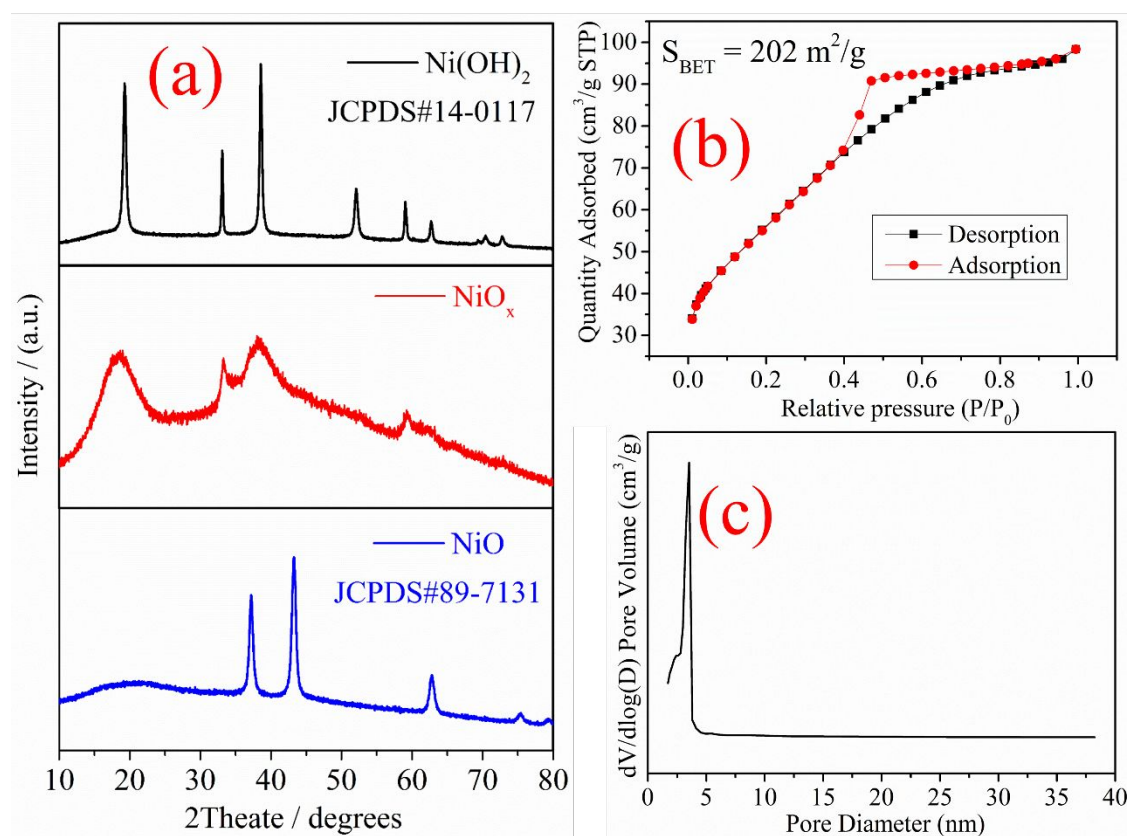 (a)
Ni(OH)₂
JCPDS#14-0117
NiOₓ
NiO
JCPDS#89-7131
Intensity / (a.u.)
10 20 30 40 50 60 70 80
2Theate / degrees
S_BET = 202 m²/g
(b)
Desorption
Adsorption
Quantity Adsorbed (cm³/g STP)
100
90
80
70
60
50
40
30
0.0 0.2 0.4 0.6 0.8 1.0
Relative pressure (P/P₀)
(c)
dV/dlog(D) Pore Volume (cm³/g)
0 5 10 15 20 25 30 35 40
Pore Diameter (nm)